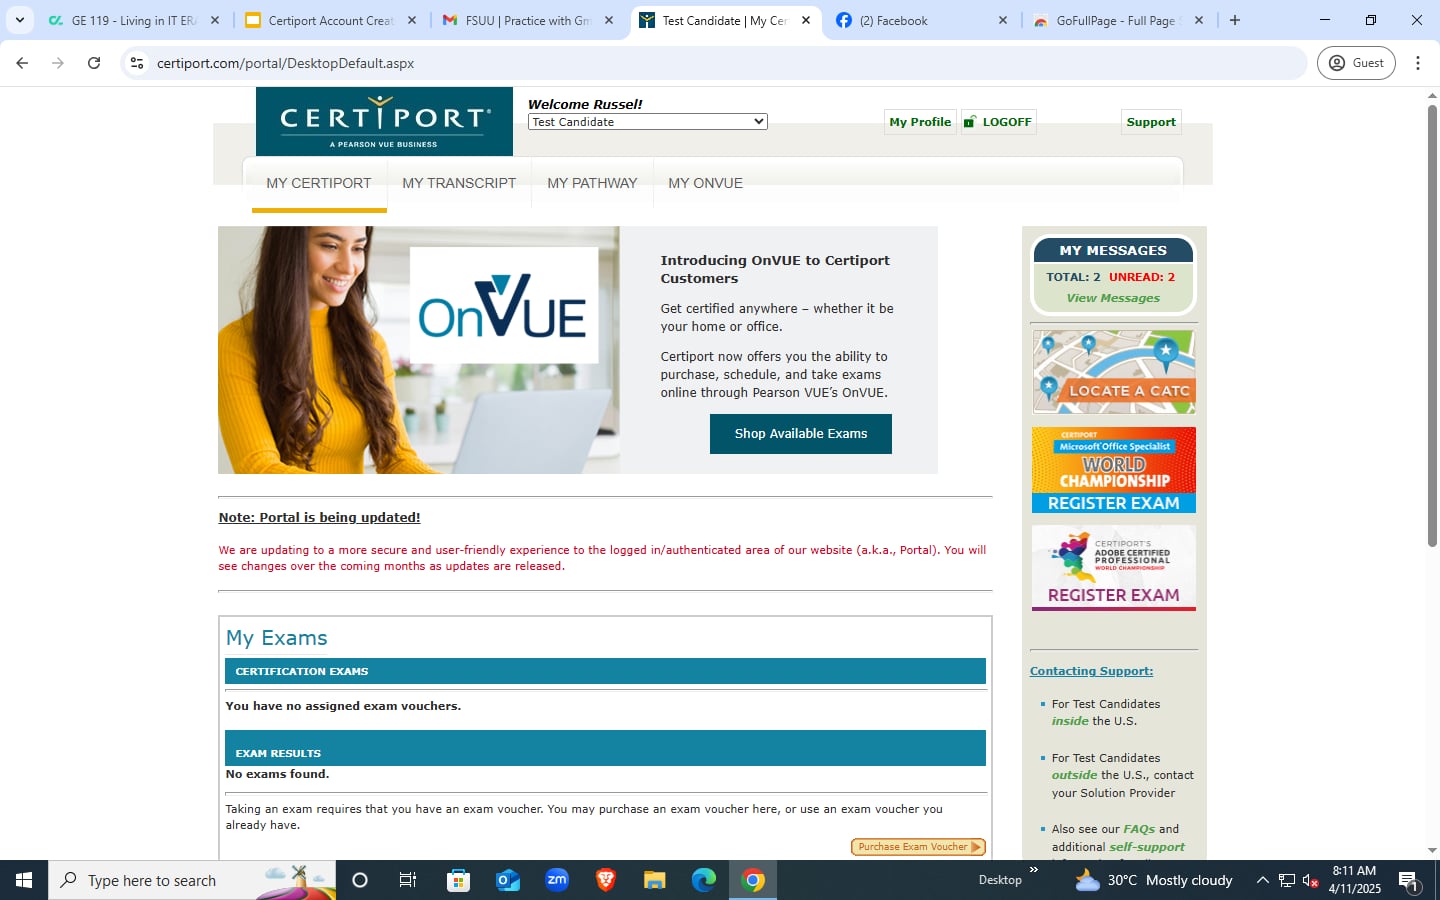 GE 119 - Living in IT ERA
Certiport Account Creat
FSUU | Practice with Gm
Test Candidate | My Cer
(2) Facebook
GoFullPage - Full Page S
certiport.com/portal/DesktopDefault.aspx
Guest
CERTIPORT®
A PEARSON VUE BUSINESS
Welcome Russel!
Test Candidate
My Profile
LOGOFF
Support
MY CERTIPORT
MY TRANSCRIPT
MY PATHWAY
MY ONVUE
OnVUE
Introducing OnVUE to Certiport
Customers
Get certified anywhere – whether it be
your home or office.
Certiport now offers you the ability to
purchase, schedule, and take exams
online through Pearson VUE’s OnVUE.
Shop Available Exams
Note: Portal is being updated!
We are updating to a more secure and user-friendly experience to the logged in/authenticated area of our website (a.k.a., Portal). You will
see changes over the coming months as updates are released.
My Exams
CERTIFICATION EXAMS
You have no assigned exam vouchers.
EXAM RESULTS
No exams found.
Taking an exam requires that you have an exam voucher. You may purchase an exam voucher here, or use an exam voucher you
already have.
Purchase Exam Voucher
MY MESSAGES
TOTAL: 2 UNREAD: 2
View Messages
LOCATE A CATC
CERTIPORT
Microsoft Office Specialist
WORLD
CHAMPIONSHIP
REGISTER EXAM
CERTIPORT'S
ADOBE CERTIFIED
PROFESSIONAL
WORLD CHAMPIONSHIP
REGISTER EXAM
Contacting Support:
For Test Candidates
inside the U.S.
For Test Candidates
outside the U.S., contact
your Solution Provider
Also see our FAQs and
additional self-support
Type here to search
zm
Desktop
30°C Mostly cloudy
8:11 AM
4/11/2025
1